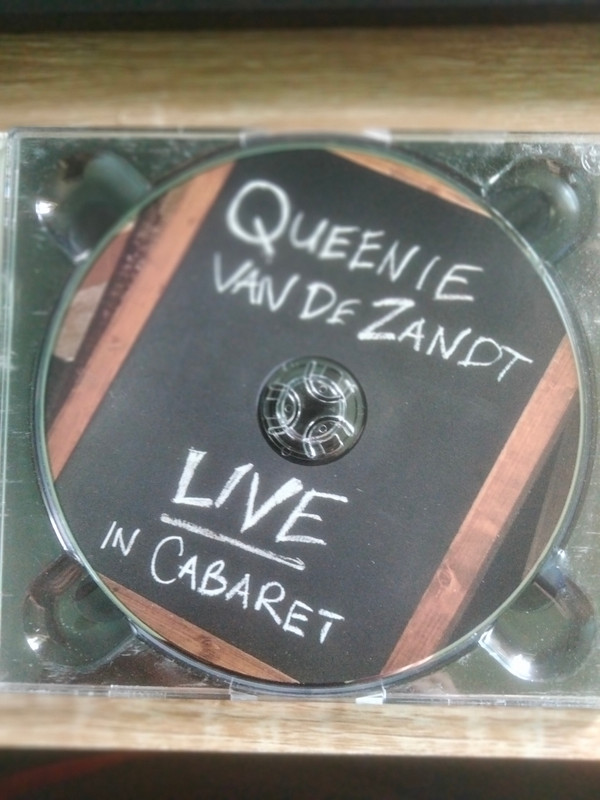 QUEENIE
VAN DE ZANDT
LIVE
IN CABARET